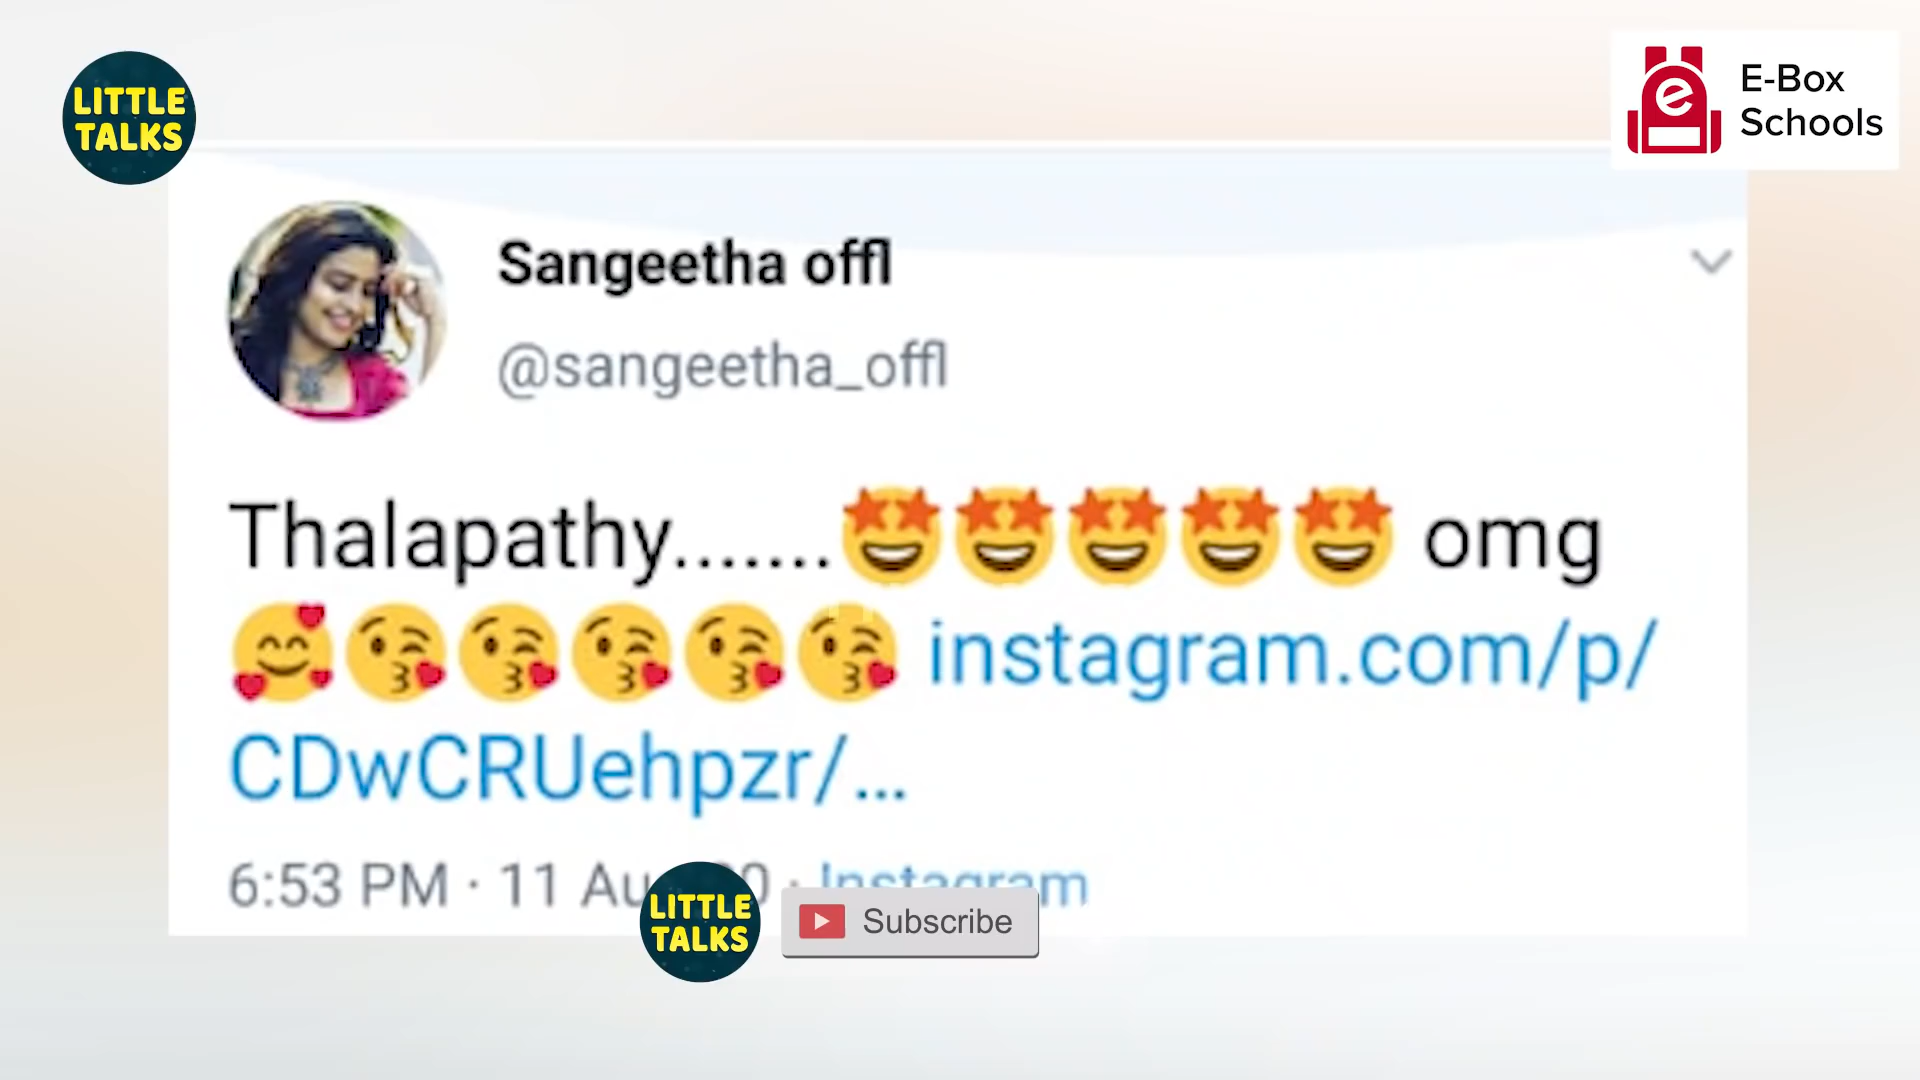 LITTLE
TALKS
E-Box
Schools
Sangeetha offl
@sangeetha_offl
Thalapathy.......🤩🤩🤩🤩🤩 omg
🥰😘😘😘😘😘 instagram.com/p/
CDwCRUehpzr/...
6:53 PM · 11 · Instagram
LITTLE
TALKS
Subscribe